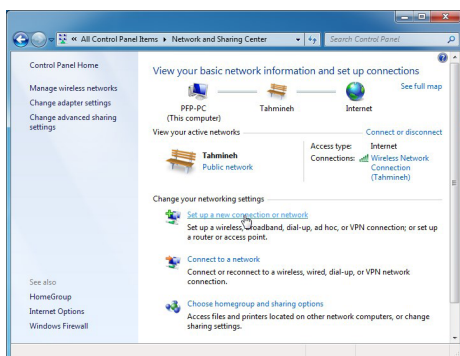 « All Control Panel Items ▸ Network and Sharing Center
Search Control Panel
Control Panel Home
Manage wireless networks
Change adapter settings
Change advanced sharing
settings
See also
HomeGroup
Internet Options
Windows Firewall
View your basic network information and set up connections
See full map
PFP-PC
(This computer)
Tahmineh
Internet
View your active networks
Connect or disconnect
Tahmineh
Public network
Access type: Internet
Connections: Wireless Network
Connection
(Tahmineh)
Change your networking settings
Set up a new connection or network
Set up a wireless, broadband, dial-up, ad hoc, or VPN connection; or set up
a router or access point.
Connect to a network
Connect or reconnect to a wireless, wired, dial-up, or VPN network
connection.
Choose homegroup and sharing options
Access files and printers located on other network computers, or change
sharing settings.